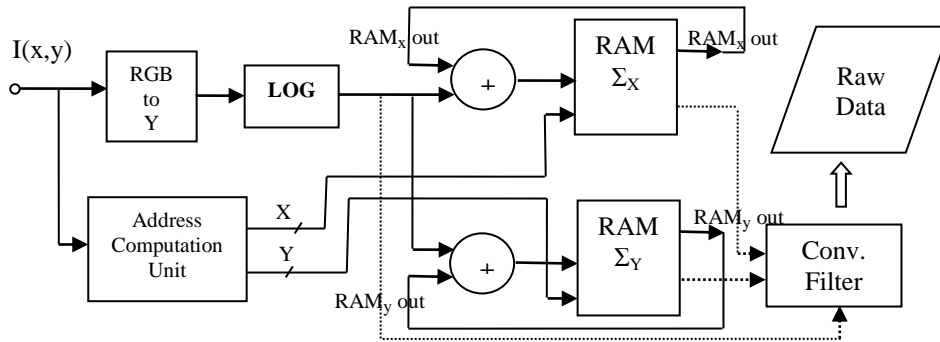 I(x,y)
RGB
to
Y
LOG
RAMx out
+
RAM
ΣX
RAMx out
Raw
Data
Address
Computation
Unit
X
Y
+
RAMy out
RAM
ΣY
RAMy out
Conv.
Filter